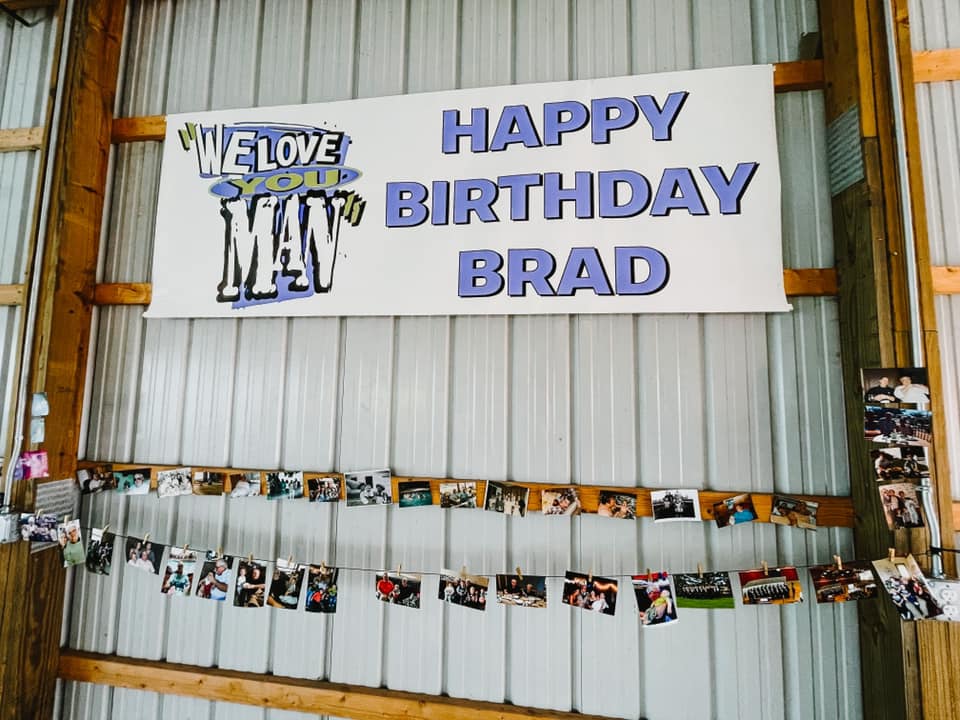 "WE LOVE
YOU
MAN"
HAPPY
BIRTHDAY
BRAD